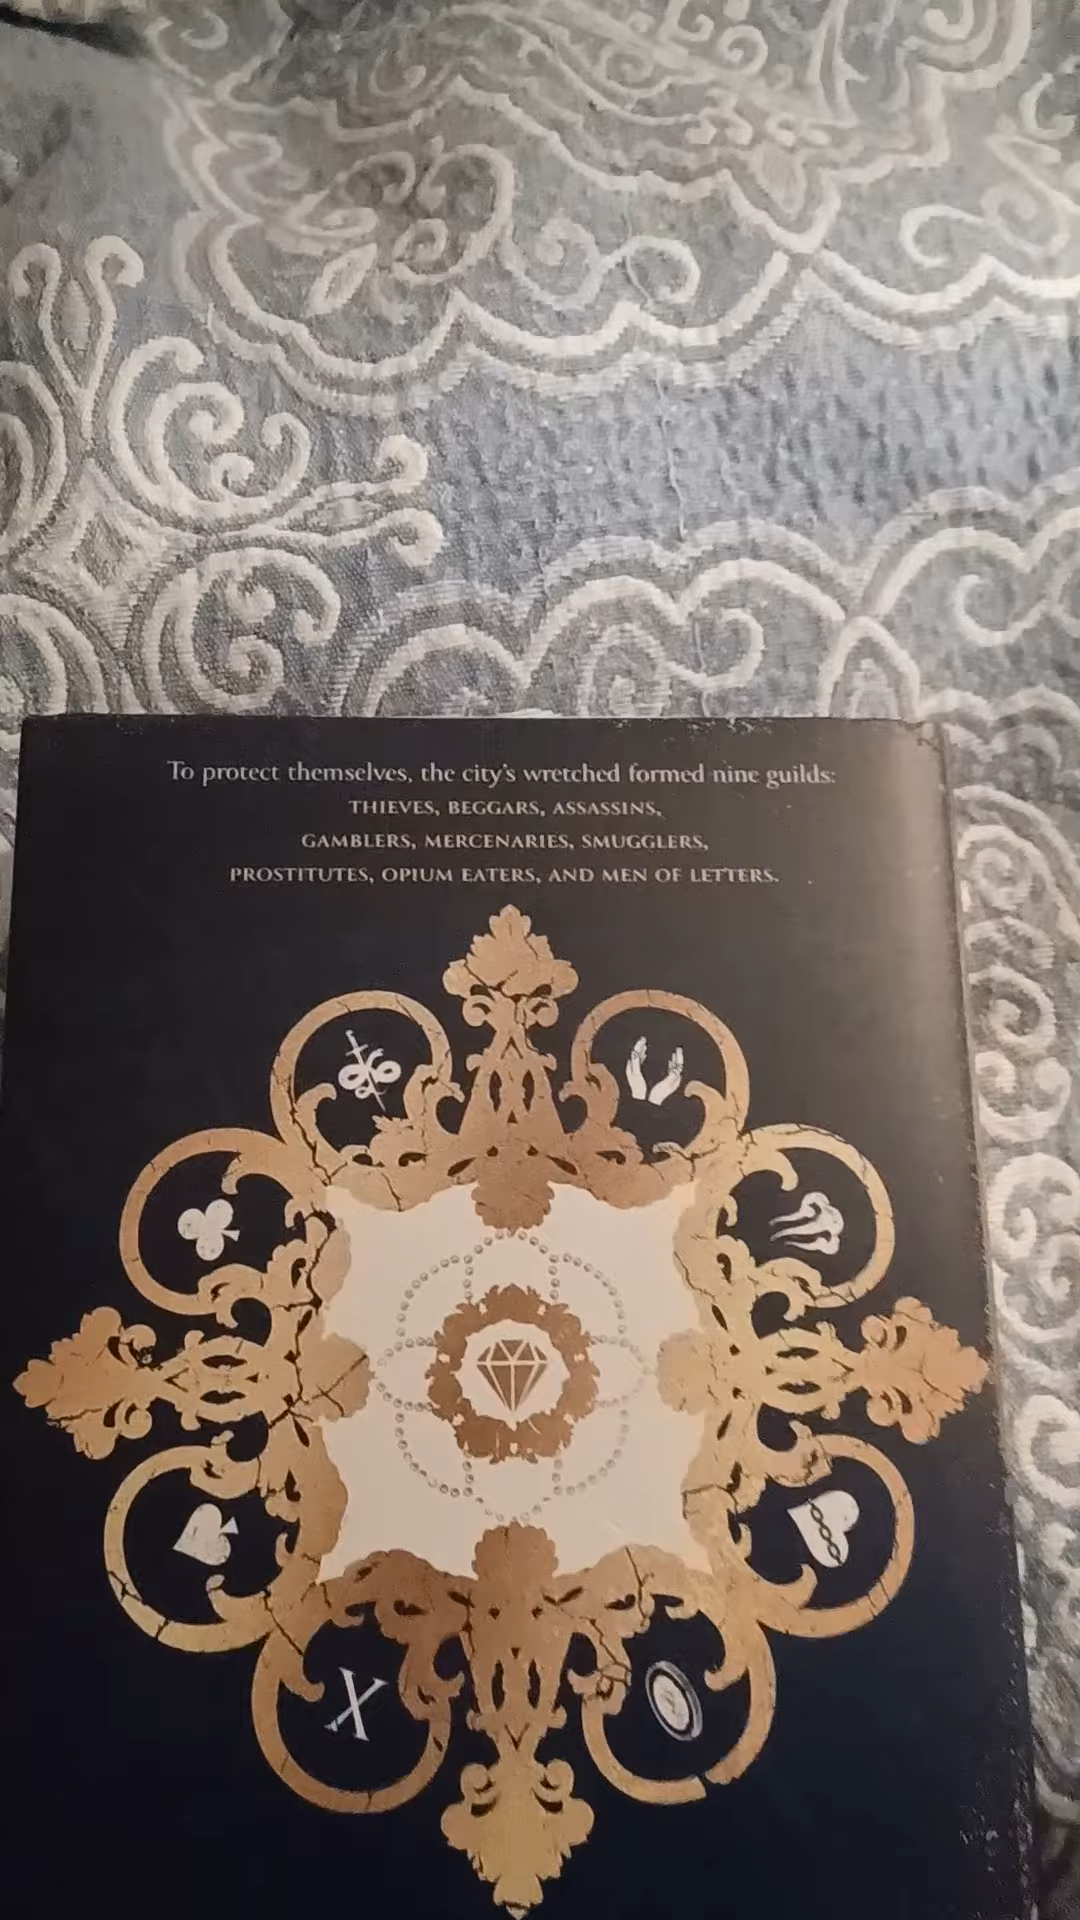 To protect themselves, the city's wretched formed nine guilds:
THIEVES, BEGGARS, ASSASSINS,
GAMBLERS, MERCENARIES, SMUGGLERS,
PROSTITUTES, OPIUM EATERS, AND MEN OF LETTERS.
X